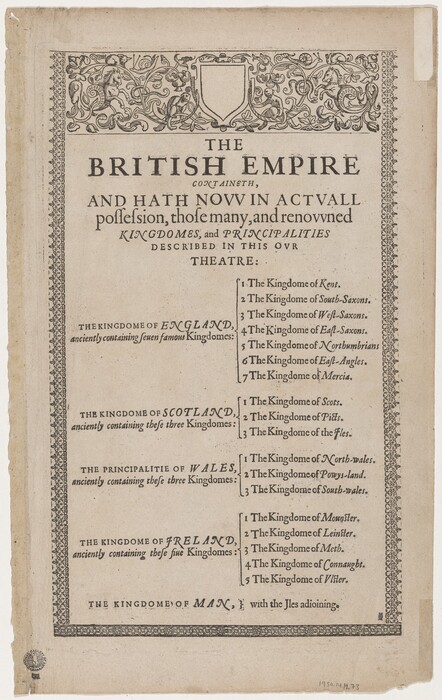 THE
BRITISH EMPIRE
CONTAINETH,
AND HATH NOVV IN ACTVALL
possession, those many, and renovvned
KINGDOMES, and PRINCIPALITIES
DESCRIBED IN THIS OVR
THEATRE:
THE KINGDOME OF ENGLAND,
anciently containing seuen famous Kingdomes:
1 The Kingdome of Kent.
2 The Kingdome of South-Saxons.
3 The Kingdome of West-Saxons.
4 The Kingdome of East-Saxons.
5 The Kingdome of Northumbrians
6 The Kingdome of East-Angles.
7 The Kingdome of Mercia.
THE KINGDOME OF SCOTLAND,
anciently containing these three Kingdomes:
1 The Kingdome of Scots.
2 The Kingdome of Picts.
3 The Kingdome of the Iles.
THE PRINCIPALITIE OF WALES,
anciently containing these three Kingdomes:
1 The Kingdome of North-wales.
2 The Kingdome of Powys-land.
3 The Kingdome of South-wales.
THE KINGDOME OF IRELAND,
anciently containing these fiue Kingdomes:
1 The Kingdome of Mounster.
2 The Kingdome of Leinster.
3 The Kingdome of Meth.
4 The Kingdome of Connaught.
5 The Kingdome of Vlster.
THE KINGDOME OF MAN, } with the Iles adioining.